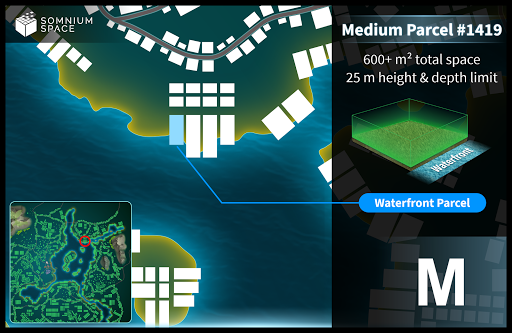 SOMNIUM
SPACE
Medium Parcel #1419
600+ m² total space
25 m height & depth limit
Waterfront
Waterfront Parcel
M